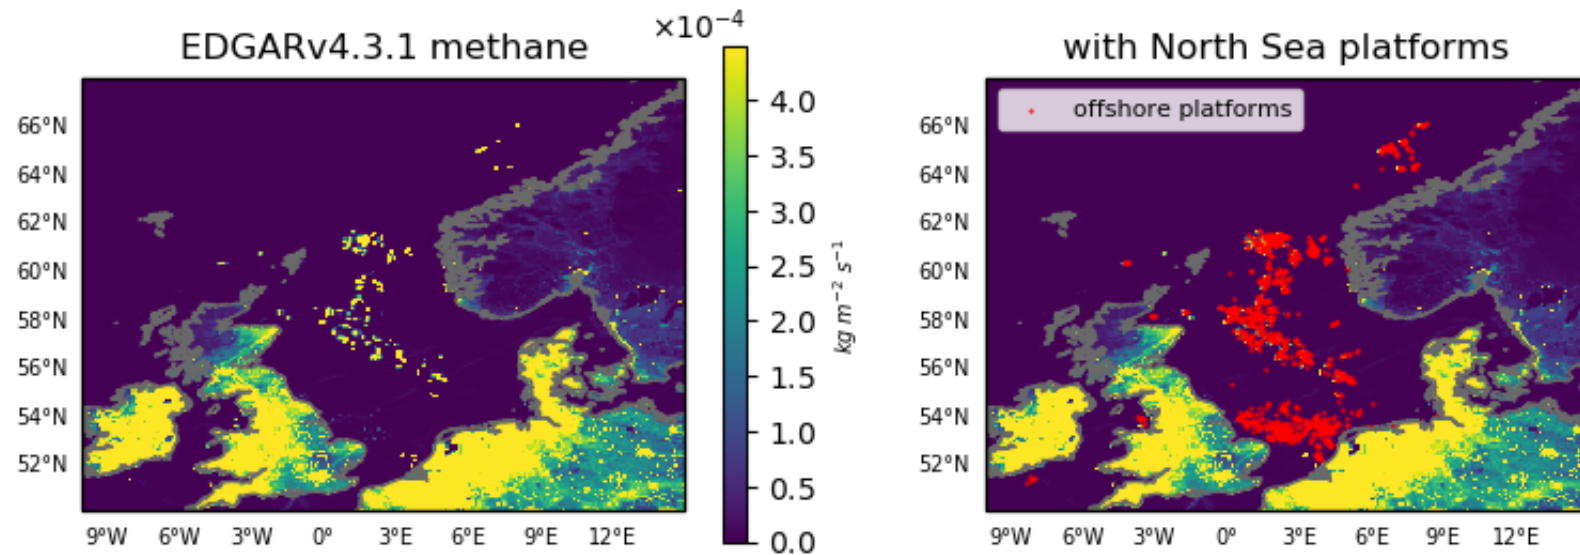 EDGARv4.3.1 methane
×10⁻⁴
with North Sea platforms
offshore platforms
66°N
64°N
62°N
60°N
58°N
56°N
54°N
52°N
9°W 6°W 3°W 0° 3°E 6°E 9°E 12°E
4.0
3.5
3.0
2.5
2.0
1.5
1.0
0.5
0.0
kg m⁻² s⁻¹
66°N
64°N
62°N
60°N
58°N
56°N
54°N
52°N
9°W 6°W 3°W 0° 3°E 6°E 9°E 12°E